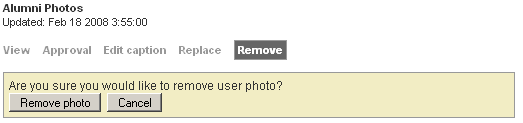 Alumni Photos
Updated: Feb 18 2008 3:55:00
View Approval Edit caption Replace Remove
Are you sure you would like to remove user photo?
Remove photo Cancel